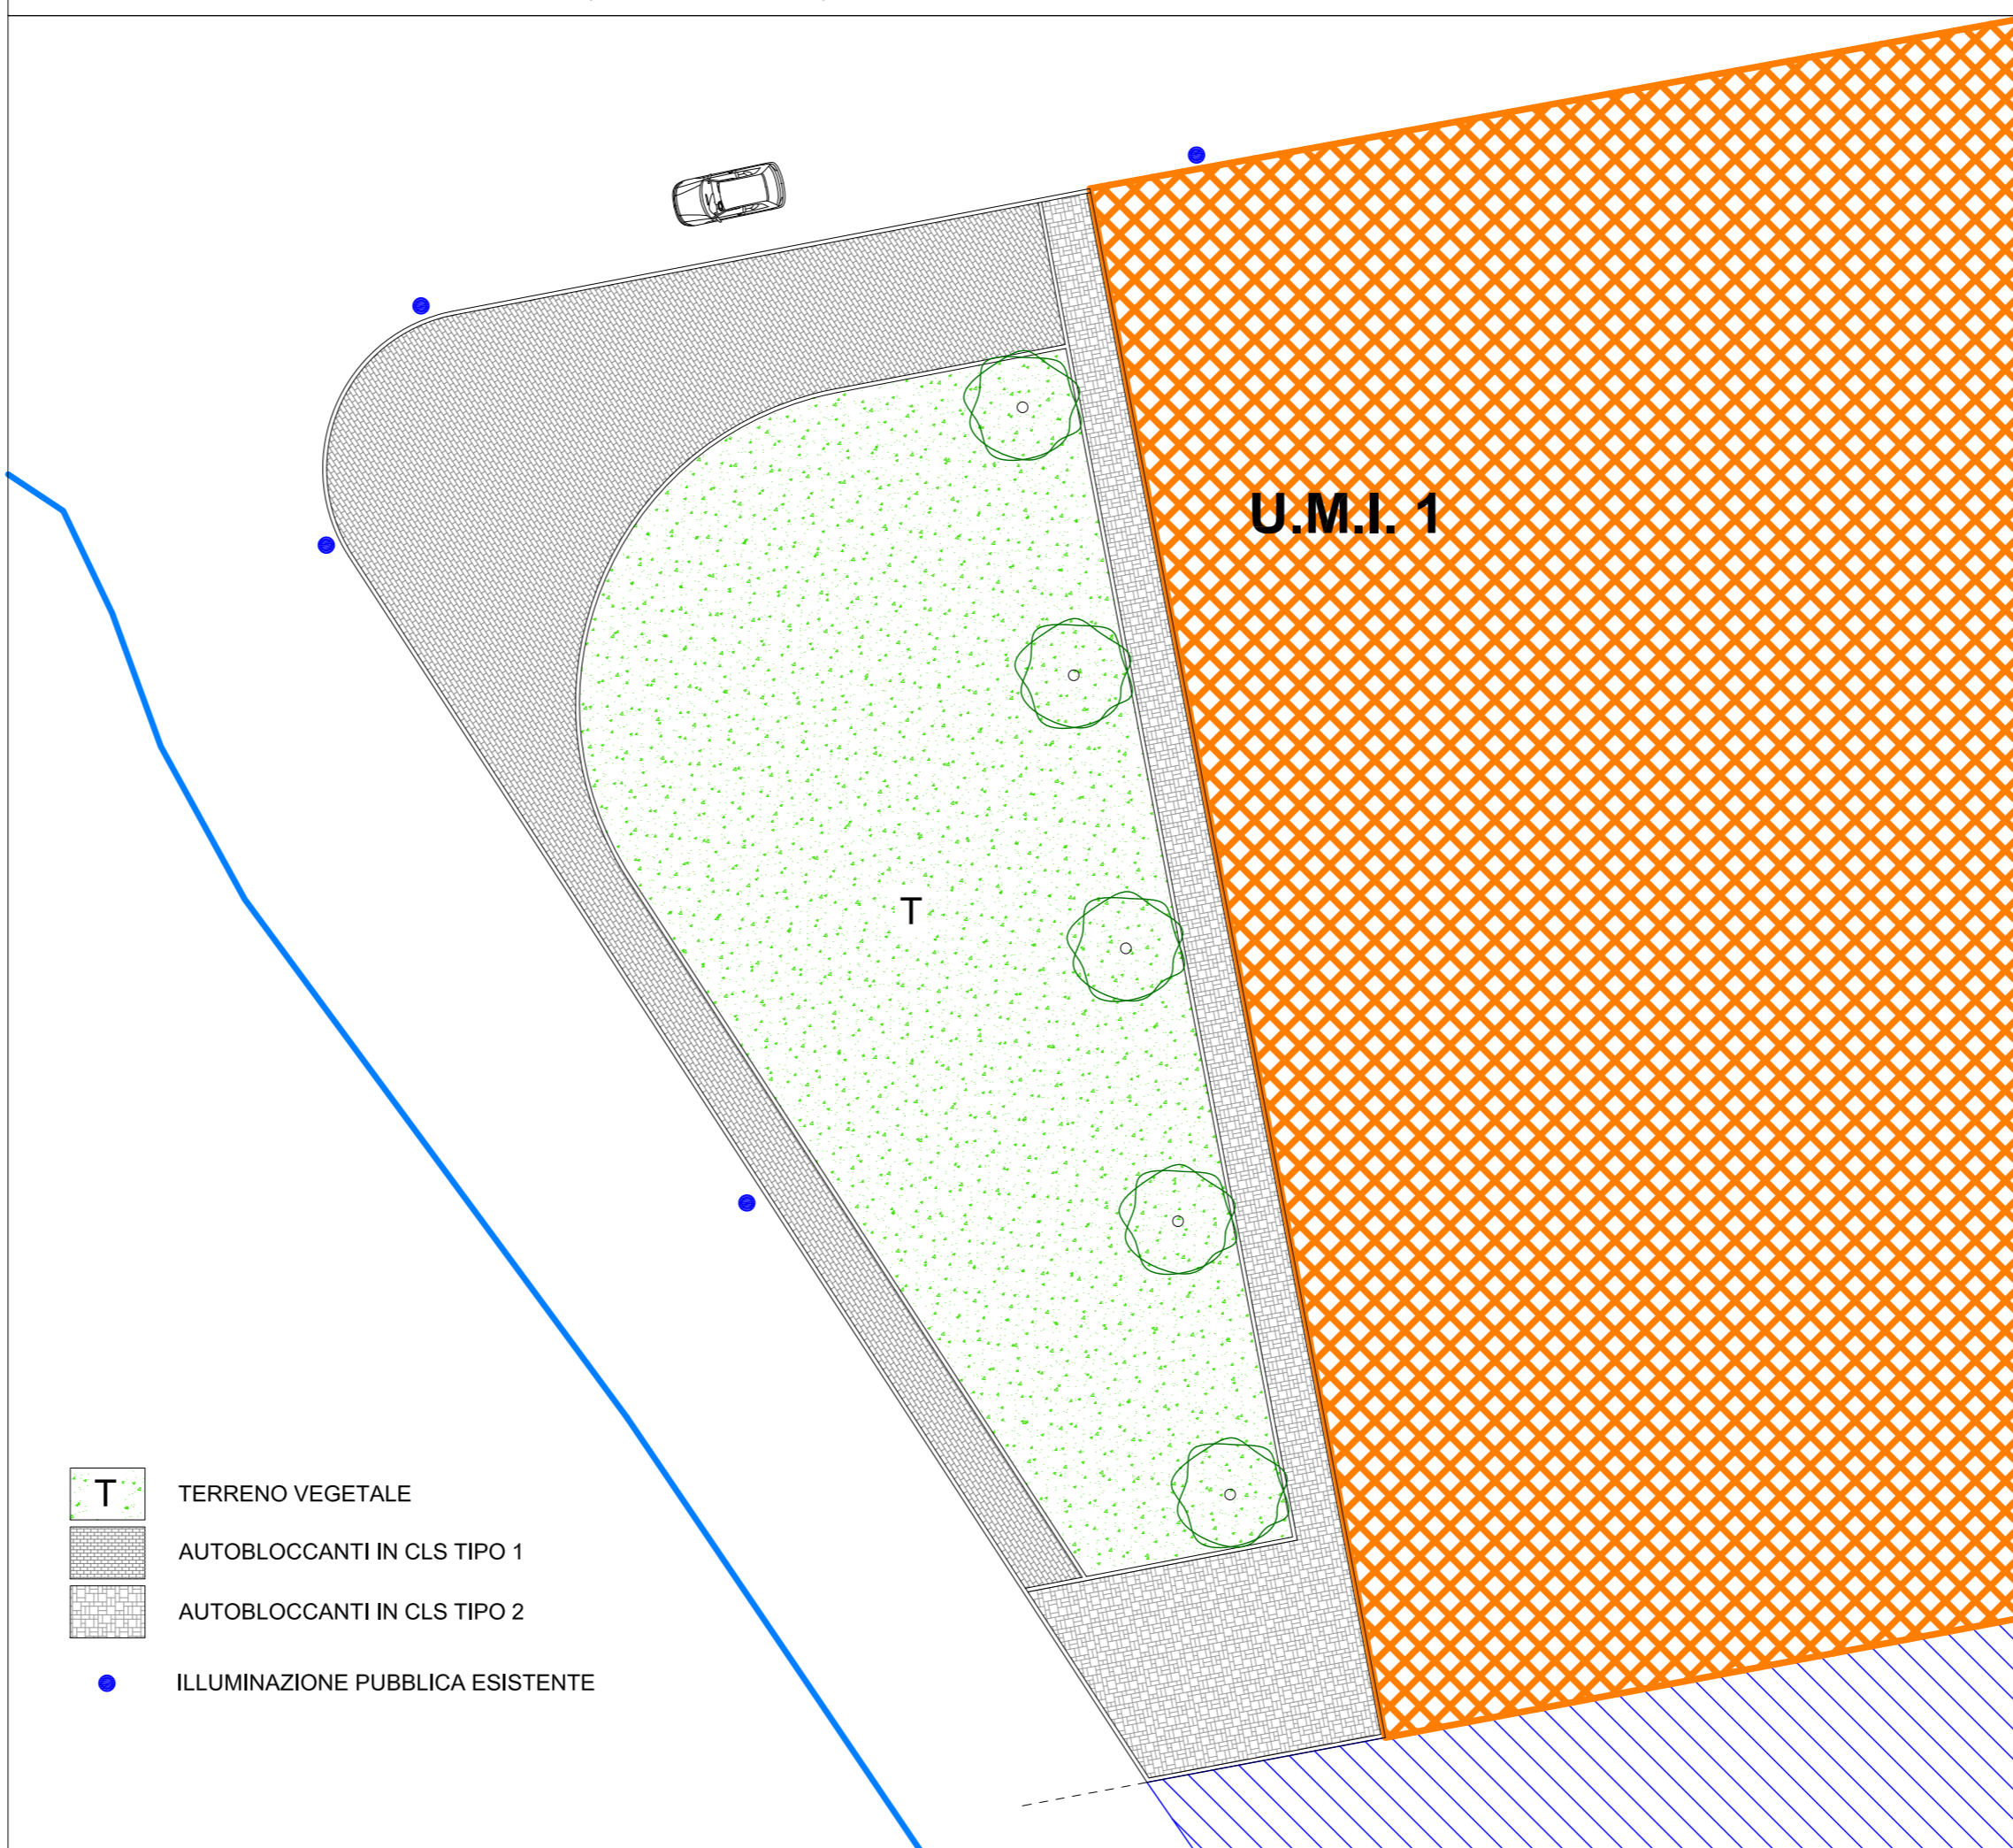 U.M.I. 1
T
T
TERRENO VEGETALE
AUTOBLOCCANTI IN CLS TIPO 1
AUTOBLOCCANTI IN CLS TIPO 2
ILLUMINAZIONE PUBBLICA ESISTENTE